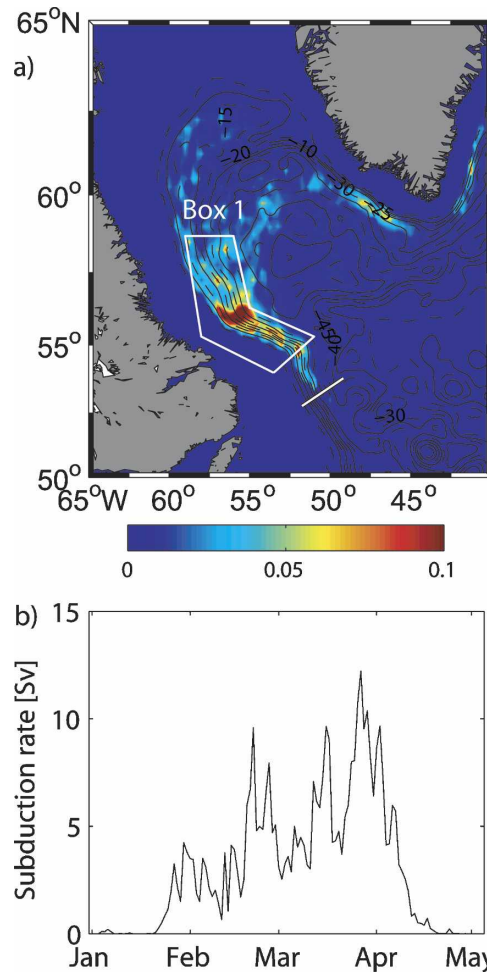 65°N
a)
-15
-10
-20
-30
-25
60°
Box 1
-45
-40
55°
-30
50°
65°W 60° 55° 50° 45°
0 0.05 0.1
b)
15
10
5
0
Subduction rate [Sv]
Jan Feb Mar Apr May